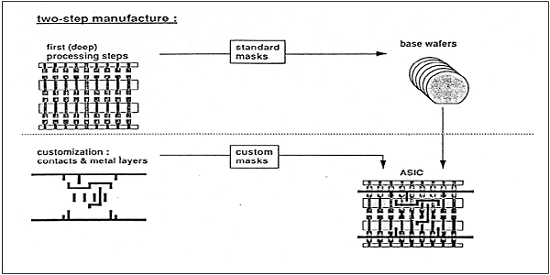 two-step manufacture :
first (deep)
processing steps
standard
masks
base wafers
customization :
contacts & metal layers
custom
masks
ASIC